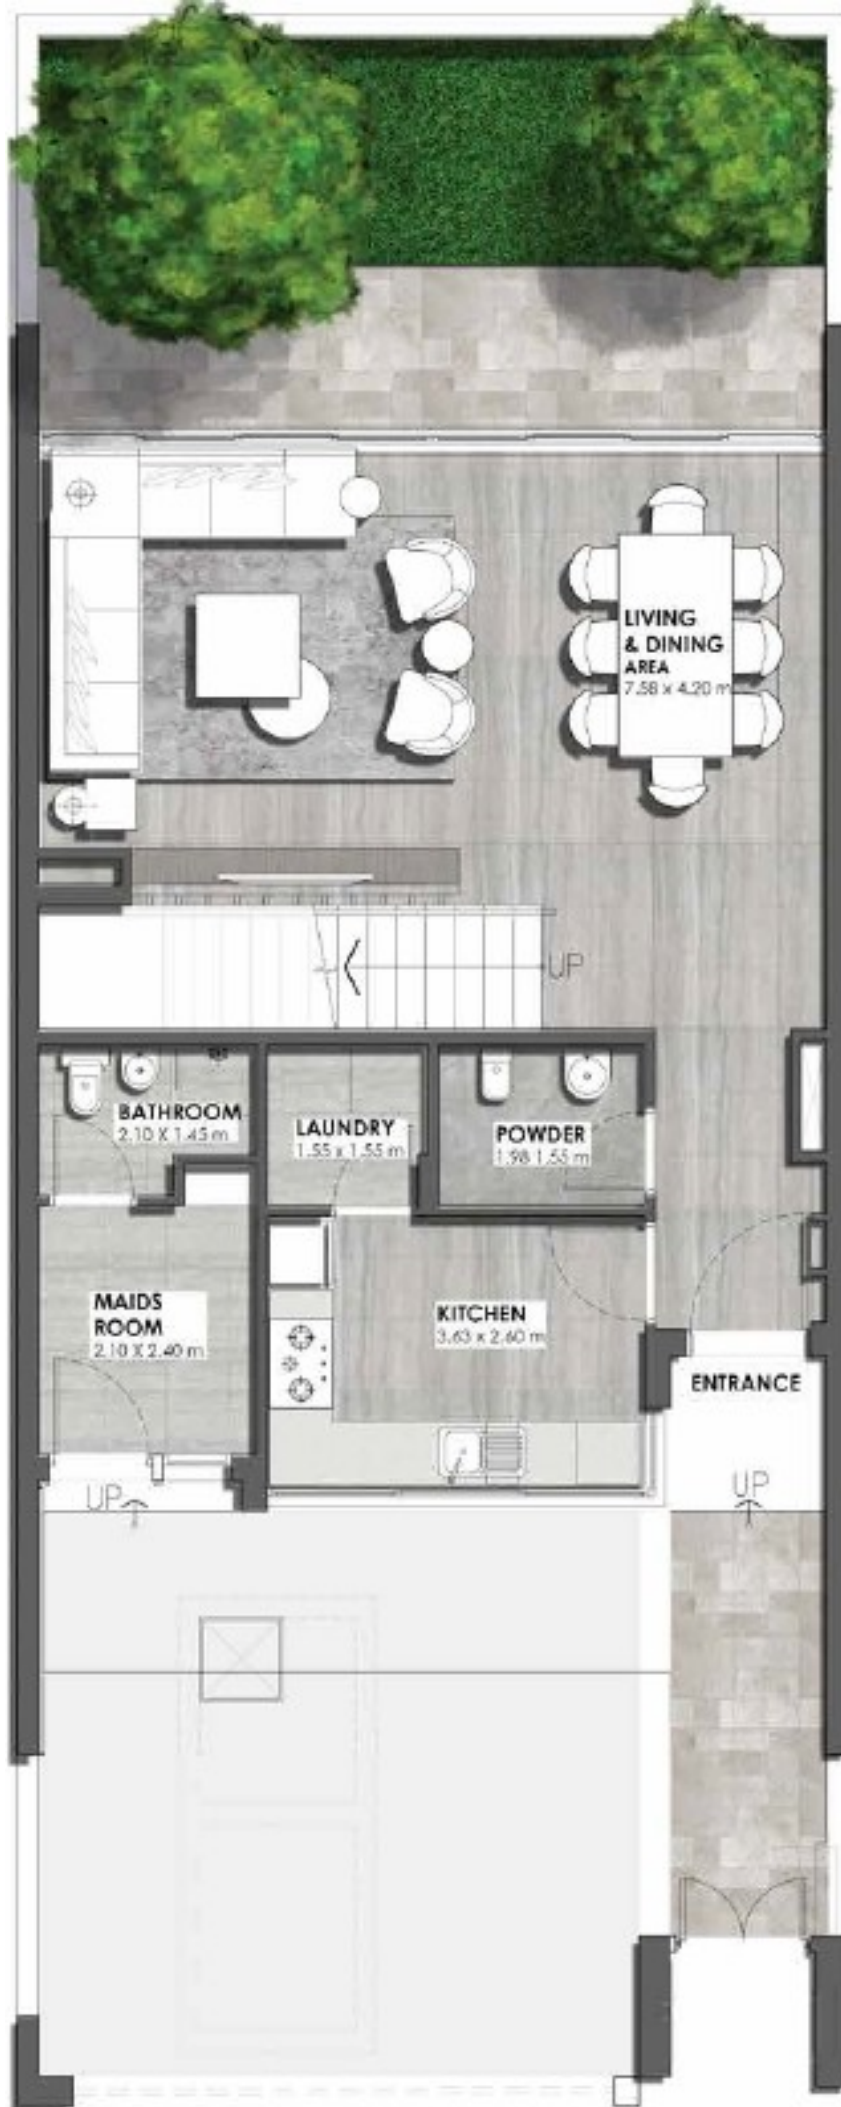 LIVING
& DINING
AREA
7.58 x 4.20 m
UP
BATHROOM
2.10 X 1.45 m
LAUNDRY
1.55 x 1.55 m
POWDER
1.98 1.55 m
MAIDS
ROOM
2.10 X 2.40 m
KITCHEN
3.63 x 2.60 m
ENTRANCE
UP
UP